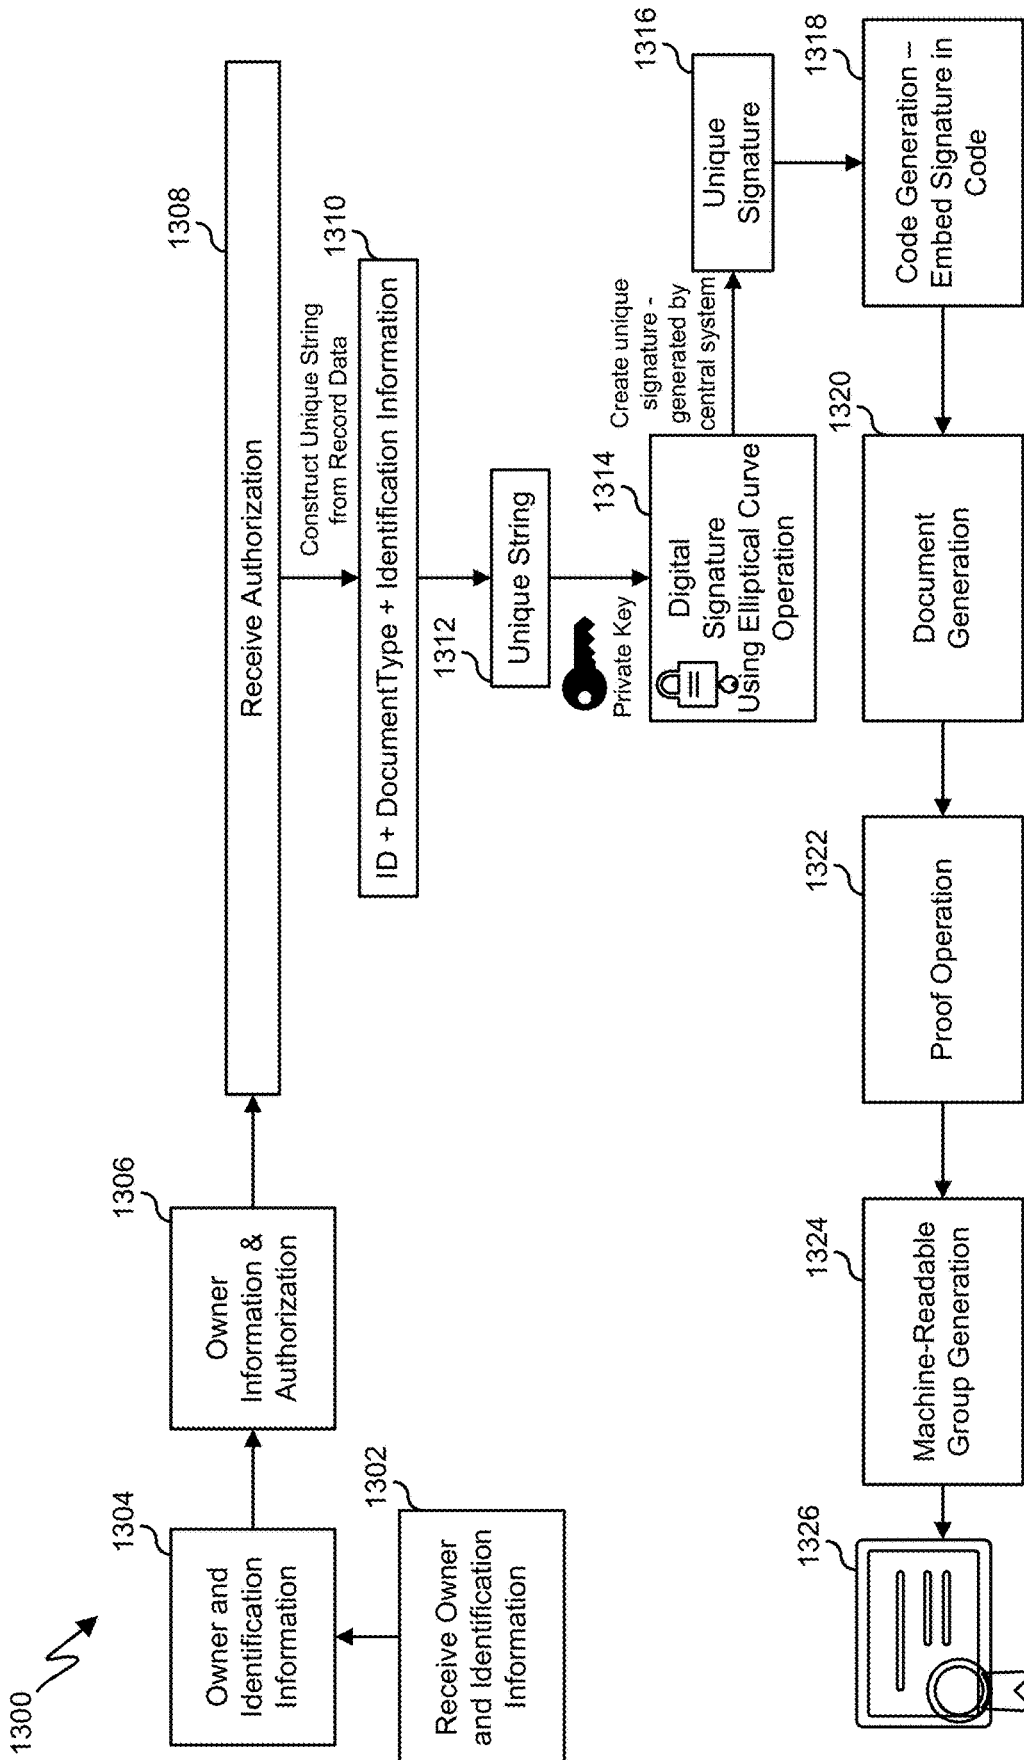 1300
1302
Receive Owner
and Identification
Information
1304
Owner and
Identification
Information
1306
Owner
Information &
Authorization
1308
Receive Authorization
Construct Unique String
from Record Data
1310
ID + DocumentType + Identification Information
1312
Unique String
Private Key
1314
Digital
Signature
Using Elliptical Curve
Operation
Create unique
signature -
generated by
central system
1316
Unique
Signature
1318
Code Generation –
Embed Signature in
Code
1320
Document
Generation
1322
Proof Operation
1324
Machine-Readable
Group Generation
1326